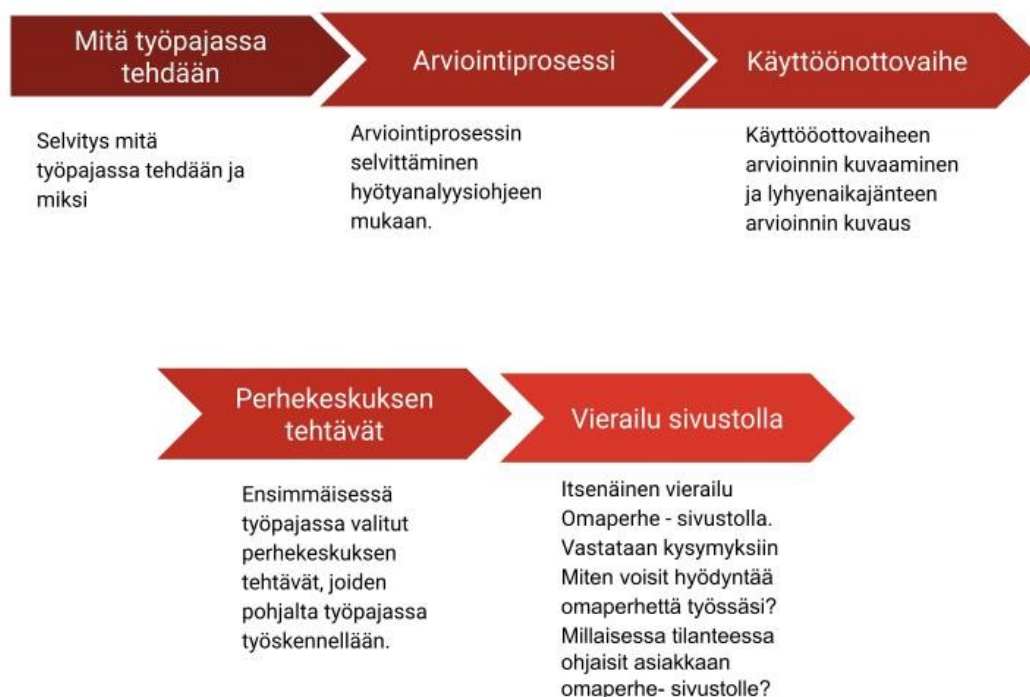 Mitä työpajassa
tehdään
Selvitys mitä
työpajassa tehdään ja
miksi
Arviointiprosessi
Arviointiprosessin
selvittäminen
hyötyanalyysiohjeen
mukaan.
Käyttöönottovaihe
Käyttööottovaiheen
arvioinnin kuvaaminen
ja lyhyenaikajänteen
arvioinnin kuvaus
Perhekeskuksen
tehtävät
Ensimmäisessä
työpajassa valitut
perhekeskuksen
tehtävät, joiden
pohjalta työpajassa
työskennellään.
Vierailu sivustolla
Itsenäinen vierailu
Omaperhe - sivustolla.
Vastataan kysymyksiin
Miten voisit hyödyntää
omaperhettä työssäsi?
Millaisessa tilanteessa
ohjaisit asiakkaan
omaperhe- sivustolle?